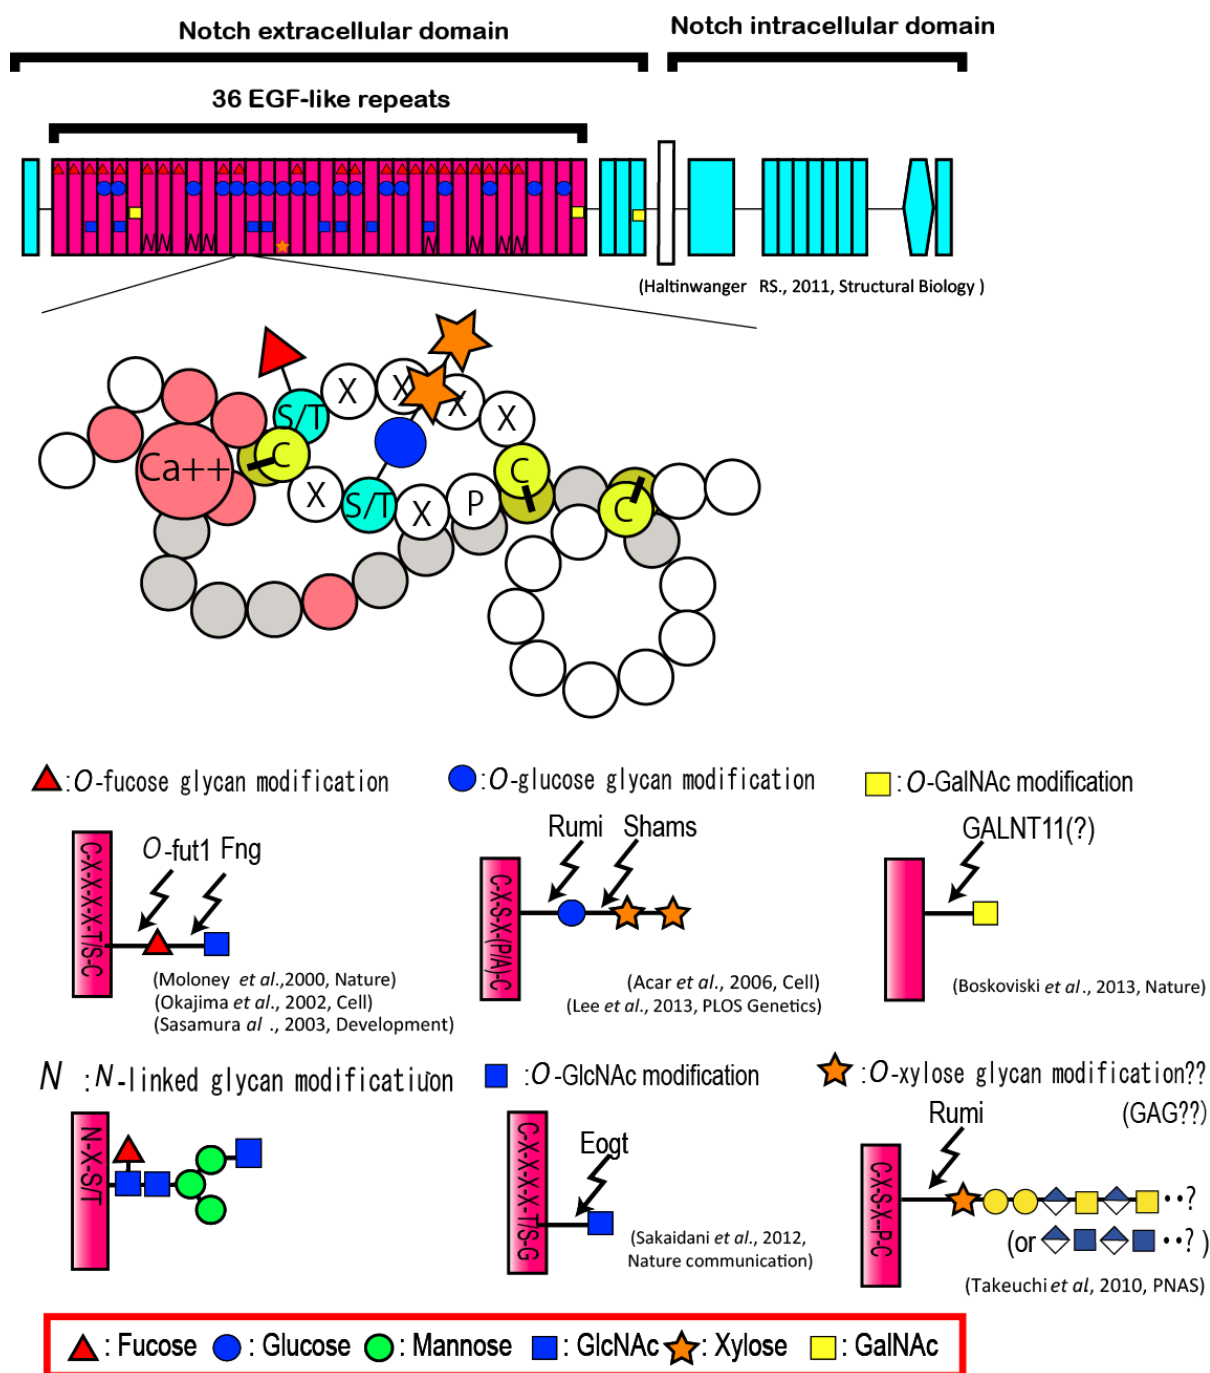 Notch extracellular domain
Notch intracellular domain
36 EGF-like repeats
N N N N N N N N
(Haltinwanger RS., 2011, Structural Biology )
Ca++ C S/T X X X X
X S/T X P C C
:O-fucose glycan modification
:O-glucose glycan modification
:O-GalNAc modification
C-X-X-X-X-T/S-C
O-fut1 Fng
(Moloney et al.,2000, Nature)
(Okajima et al., 2002, Cell)
(Sasamura al ., 2003, Development)
C-X-S-X-(P/A)-C
Rumi Shams
(Acar et al., 2006, Cell)
(Lee et al., 2013, PLOS Genetics)
GALNT11(?)
(Boskoviski et al., 2013, Nature)
N :N-linked glycan modificatiuon
:O-GlcNAc modification
:O-xylose glycan modification??
(GAG??)
N-X-S/T
C-X-X-X-X-T/S-G
Eogt
(Sakaidani et al., 2012,
Nature communication)
Rumi
C-X-S-X-P-C
··?
(or ··? )
(Takeuchi et al, 2010, PNAS)
: Fucose : Glucose : Mannose : GlcNAc : Xylose : GalNAc